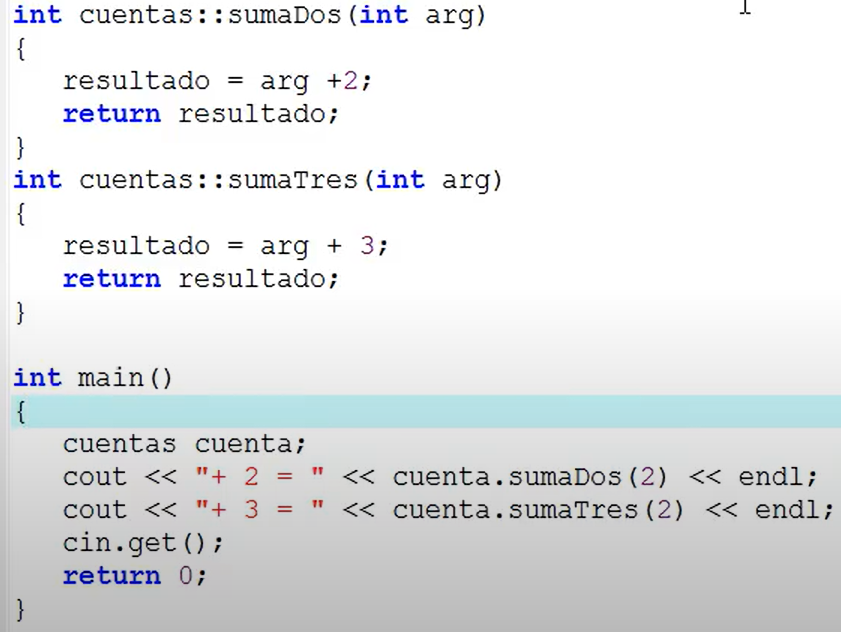 int cuentas::sumaDos(int arg)
{
   resultado = arg +2;
   return resultado;
}
int cuentas::sumaTres(int arg)
{
   resultado = arg + 3;
   return resultado;
}

int main()
{
   cuentas cuenta;
   cout << "+ 2 = " << cuenta.sumaDos(2) << endl;
   cout << "+ 3 = " << cuenta.sumaTres(2) << endl;
   cin.get();
   return 0;
}